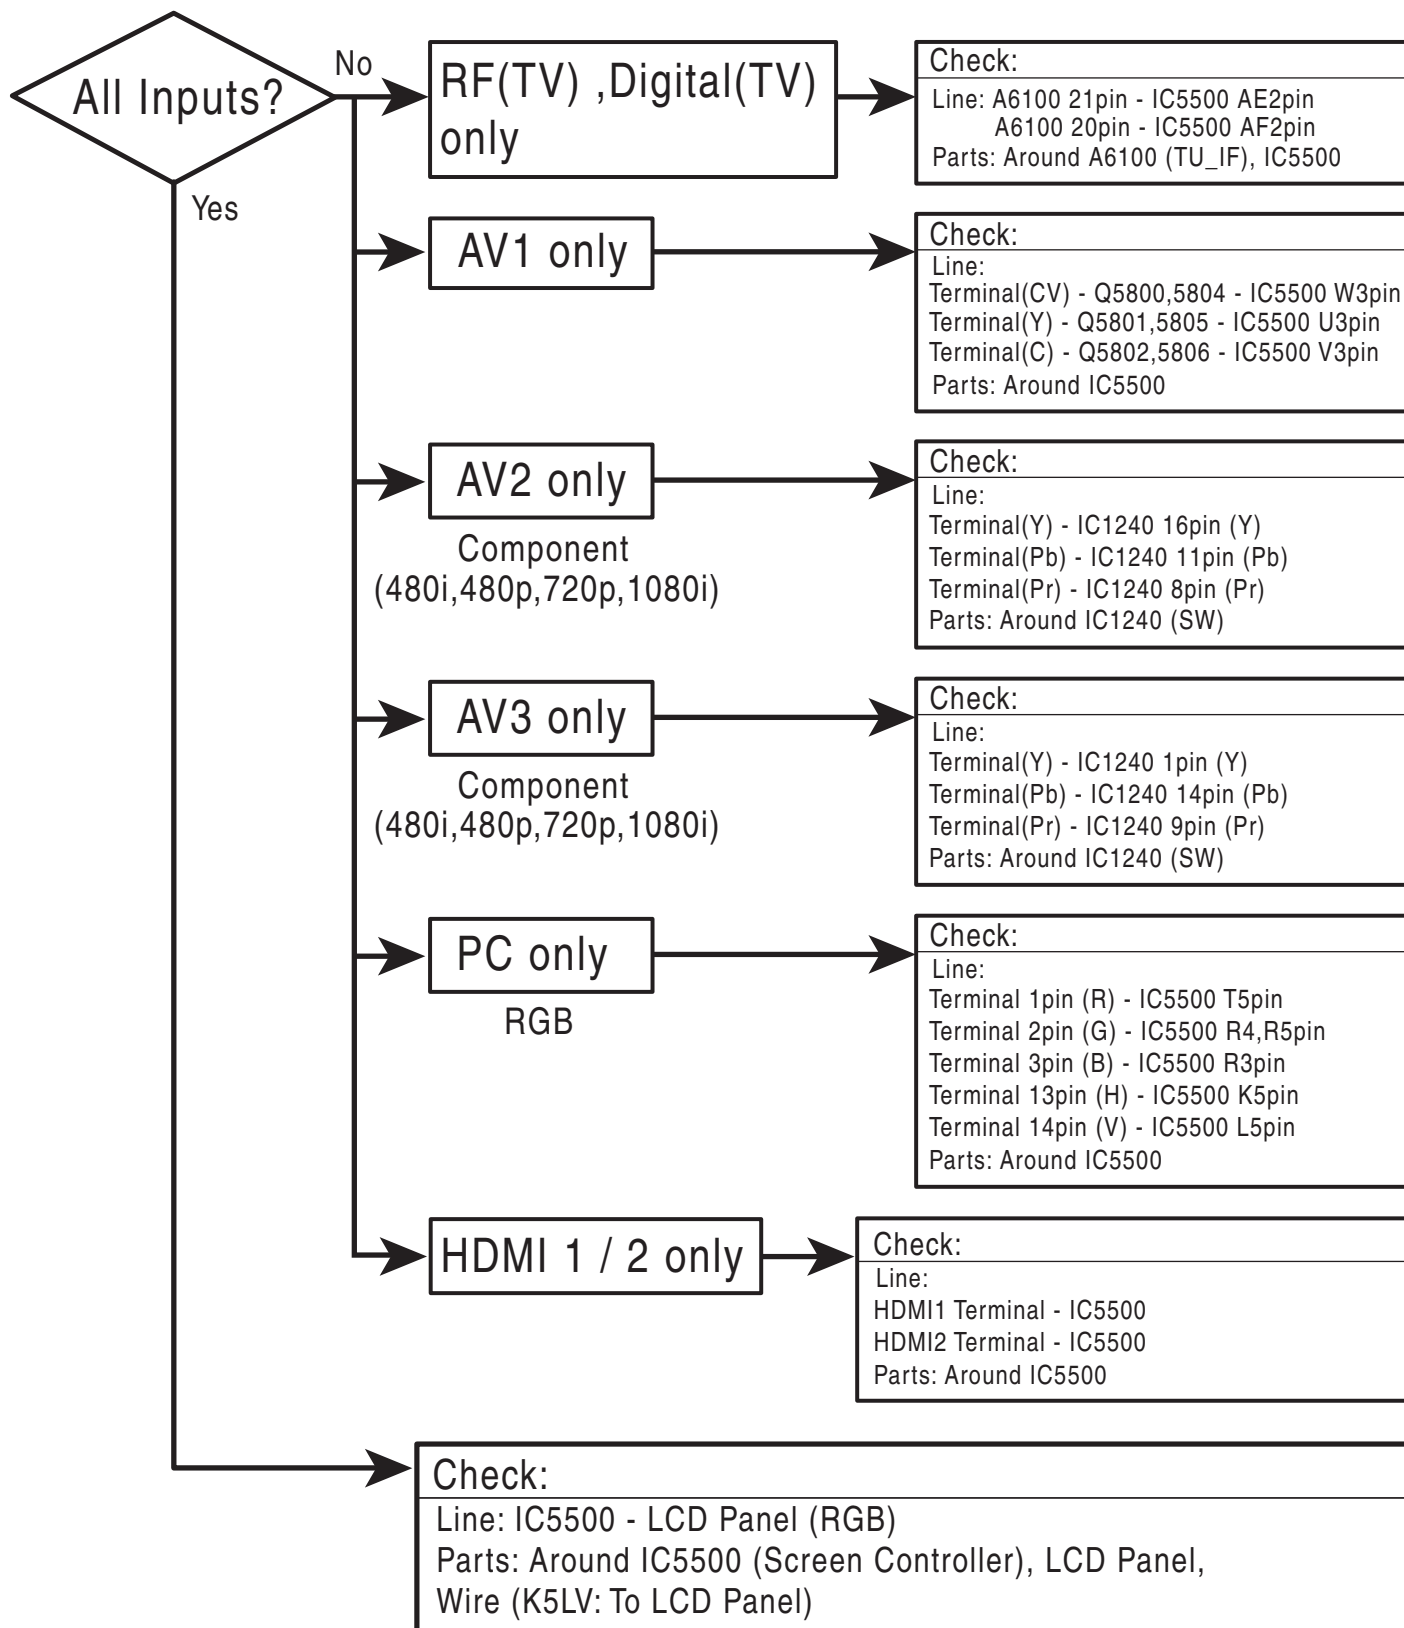 All Inputs?
No
Yes
RF(TV) ,Digital(TV)
only
Check:
Line: A6100 21pin - IC5500 AE2pin
A6100 20pin - IC5500 AF2pin
Parts: Around A6100 (TU_IF), IC5500
AV1 only
Check:
Line:
Terminal(CV) - Q5800,5804 - IC5500 W3pin
Terminal(Y) - Q5801,5805 - IC5500 U3pin
Terminal(C) - Q5802,5806 - IC5500 V3pin
Parts: Around IC5500
AV2 only
Component
(480i,480p,720p,1080i)
Check:
Line:
Terminal(Y) - IC1240 16pin (Y)
Terminal(Pb) - IC1240 11pin (Pb)
Terminal(Pr) - IC1240 8pin (Pr)
Parts: Around IC1240 (SW)
AV3 only
Component
(480i,480p,720p,1080i)
Check:
Line:
Terminal(Y) - IC1240 1pin (Y)
Terminal(Pb) - IC1240 14pin (Pb)
Terminal(Pr) - IC1240 9pin (Pr)
Parts: Around IC1240 (SW)
PC only
RGB
Check:
Line:
Terminal 1pin (R) - IC5500 T5pin
Terminal 2pin (G) - IC5500 R4,R5pin
Terminal 3pin (B) - IC5500 R3pin
Terminal 13pin (H) - IC5500 K5pin
Terminal 14pin (V) - IC5500 L5pin
Parts: Around IC5500
HDMI 1 / 2 only
Check:
Line:
HDMI1 Terminal - IC5500
HDMI2 Terminal - IC5500
Parts: Around IC5500
Check:
Line: IC5500 - LCD Panel (RGB)
Parts: Around IC5500 (Screen Controller), LCD Panel,
Wire (K5LV: To LCD Panel)